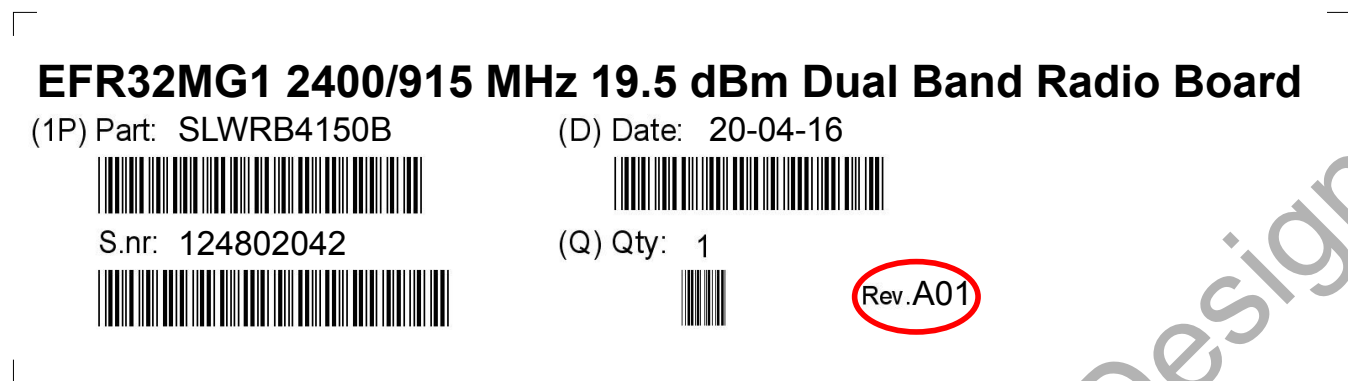 EFR32MG1 2400/915 MHz 19.5 dBm Dual Band Radio Board
(1P) Part: SLWRB4150B (D) Date: 20-04-16
S.nr: 124802042 (Q) Qty: 1
Rev.A01
Design